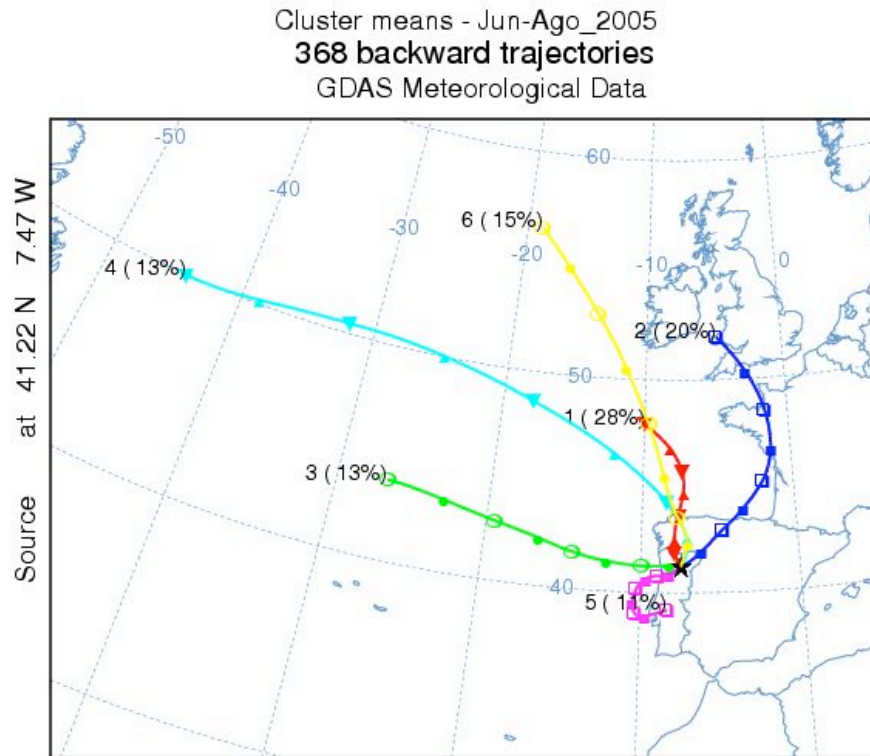 Cluster means - Jun-Ago_2005
368 backward trajectories
GDAS Meteorological Data
Source at 41.22 N 7.47 W
-50
60
-40
-30
6 ( 15%)
-20
-10
0
4 ( 13%)
2 ( 20%)
50
1 ( 28%)
3 ( 13%)
40
5 ( 11%)